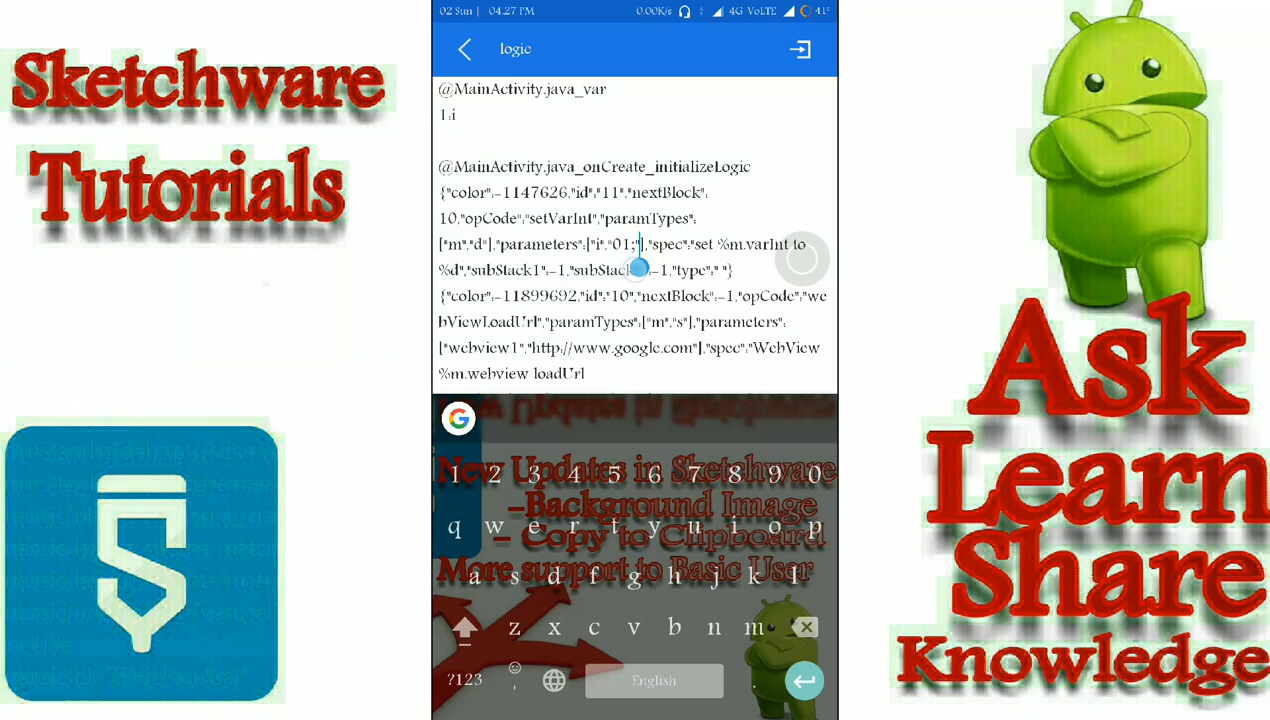 Sketchware
Tutorials
02 Sun | 04.27 PM
0.00K/s 4G VoLTE 41°
logic
@MainActivity.java_var
1:i
@MainActivity.java_onCreate_initializeLogic
{"color":-1147626,"id":"11","nextBlock":
10,"opCode":"setVarInt","paramTypes":
["m","d"],"parameters":["i","01;"],"spec":"set %m.varInt to
%d","subStack1":-1,"subStack :-1,"type":" "}
{"color":-11899692,"id":"10","nextBlock":-1,"opCode":"we
bViewLoadUrl","paramTypes":["m","s"],"parameters":
["webview1","http://www.google.com"],"spec":"WebView
%m.webview loadUrl
G
1 2 3 4 5 6 7 8 9 0
q w e r t y u i o p
a s d f g h j k l
z x c v b n m
?123 , English .
New Updates in Sketchware
-Background Image
- Copy to Clipboard
More support to Basic User
Ask
Learn
Share
Knowledge